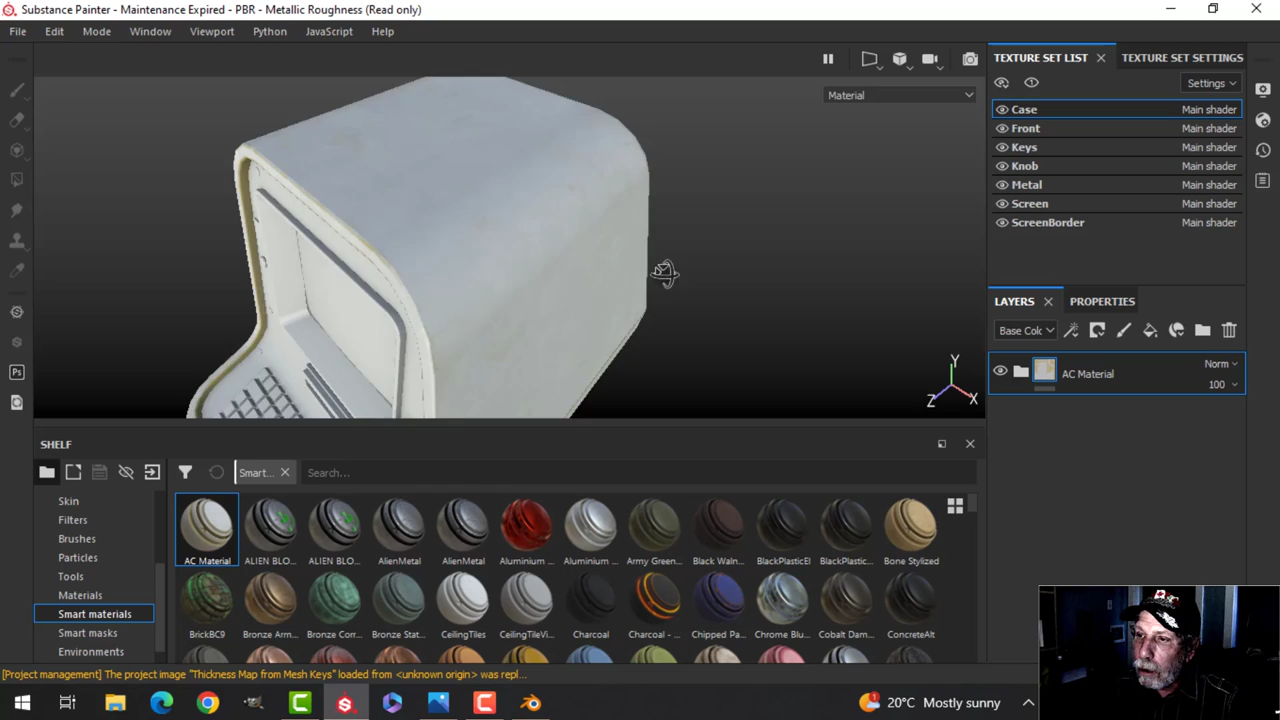 Substance Painter - Maintenance Expired - PBR - Metallic Roughness (Read only)
File Edit Mode Window Viewport Python JavaScript Help
TEXTURE SET LIST TEXTURE SET SETTINGS
Settings
Material
Case Main shader
Front Main shader
Keys Main shader
Knob Main shader
Metal Main shader
Screen Main shader
ScreenBorder Main shader
LAYERS PROPERTIES
Base Col
AC Material Norm
100
Y
Z X
SHELF
Smart... Search...
Skin
Filters
Brushes
Particles
Tools
Materials
Smart materials
Smart masks
Environments
AC Material ALIEN BLO... ALIEN BLO... AlienMetal AlienMetal Aluminium ... Aluminium ... Army Green... Black Waln... BlackPlasticEl BlackPlastic... Bone Stylized
BrickBC9 Bronze Arm... Bronze Corr... Bronze Stat... CeilingTiles CeilingTileVi... Charcoal Charcoal - ... Chipped Pa... Chrome Blu... Cobalt Dam... ConcreteAlt
[Project management] The project image "Thickness Map from Mesh Keys" loaded from <unknown origin> was repl...
Ps
1
20°C Mostly sunny